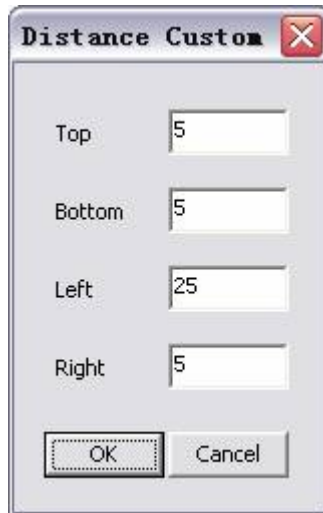 Distance Custom
Top 5
Bottom 5
Left 25
Right 5
OK Cancel